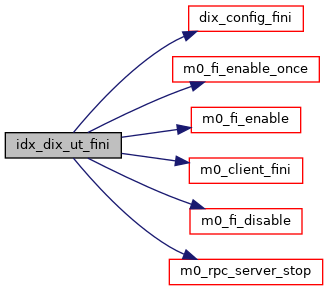 dix_config_fini
m0_fi_enable_once
m0_fi_enable
idx_dix_ut_fini
m0_client_fini
m0_fi_disable
m0_rpc_server_stop